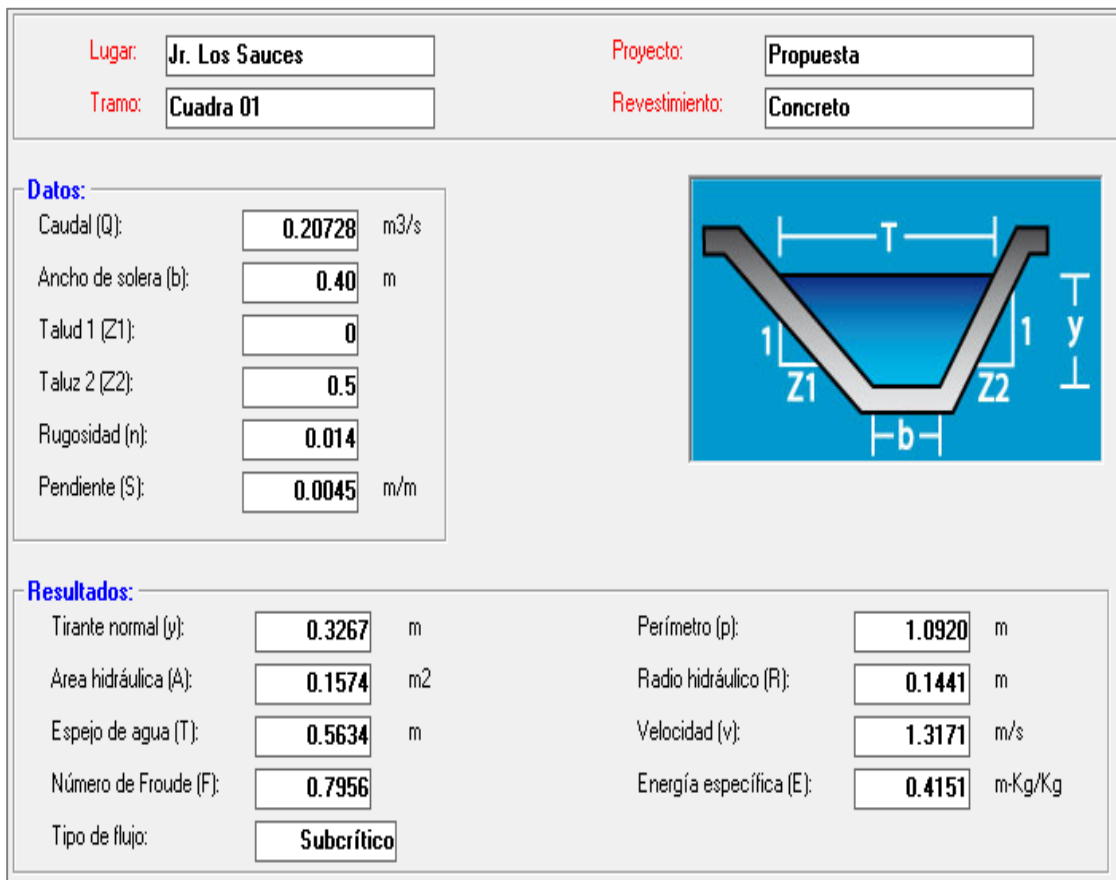 Lugar: Jr. Los Sauces Proyecto: Propuesta
Tramo: Cuadra 01 Revestimiento: Concreto
Datos:
Caudal (Q): 0.20728 m3/s
Ancho de solera (b): 0.40 m
Talud 1 (Z1): 0
Taluz 2 (Z2): 0.5
Rugosidad (n): 0.014
Pendiente (S): 0.0045 m/m
T
1 Z1 b Z2 1 y
Resultados:
Tirante normal (y): 0.3267 m Perímetro (p): 1.0920 m
Area hidráulica (A): 0.1574 m2 Radio hidráulico (R): 0.1441 m
Espejo de agua (T): 0.5634 m Velocidad (v): 1.3171 m/s
Número de Froude (F): 0.7956 Energía específica (E): 0.4151 m-Kg/Kg
Tipo de flujo: Subcrítico